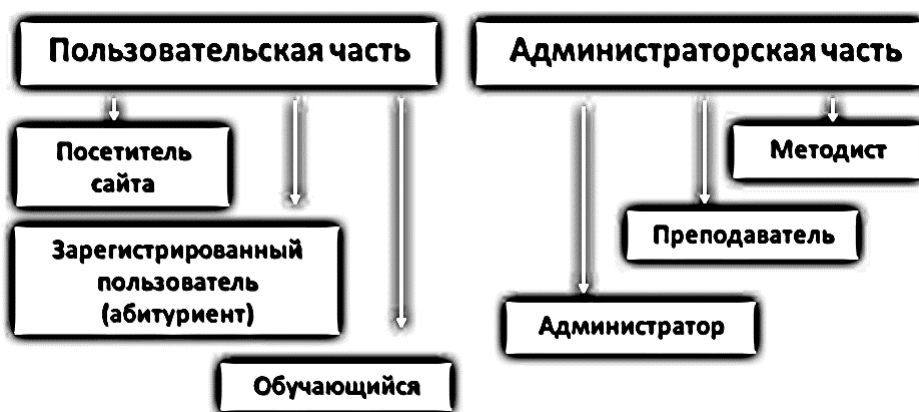 Пользовательская часть
Администраторская часть
Посетитель
сайта
Методист
Зарегистрированный
пользователь
(абитуриент)
Преподаватель
Администратор
Обучающийся